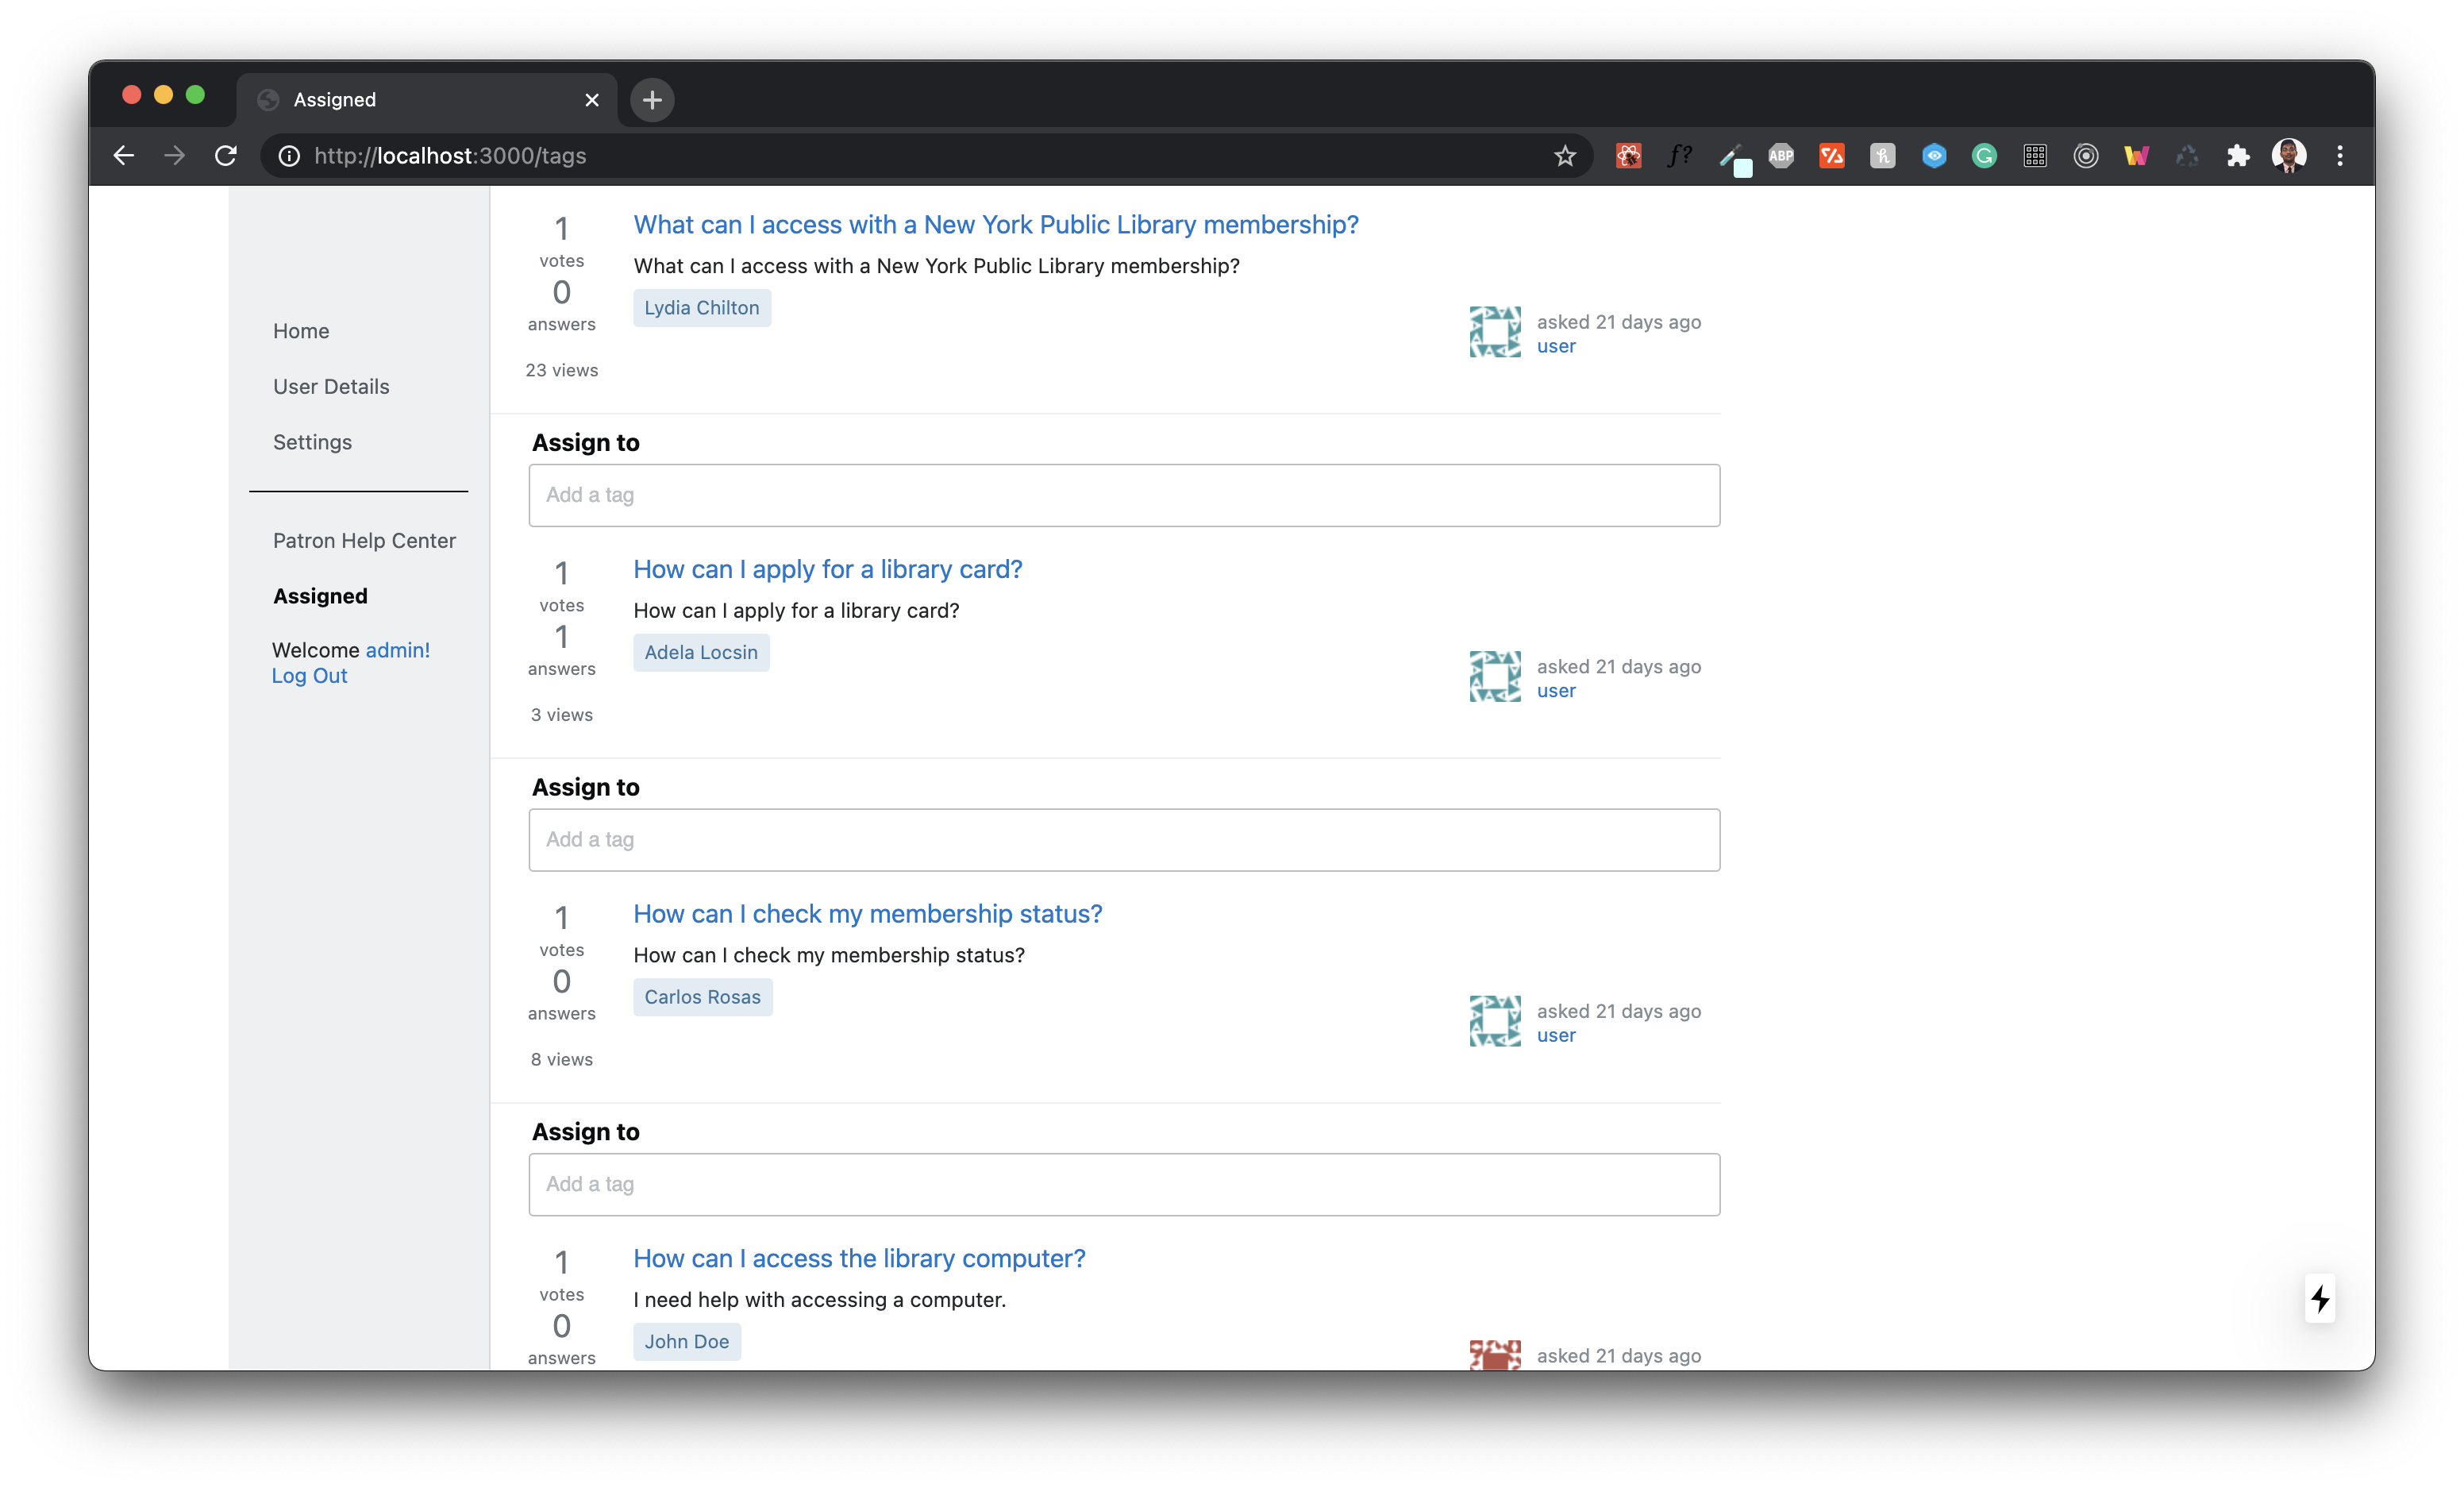 Assigned
http://localhost:3000/tags
f?
ABP
Home
User Details
Settings
Patron Help Center
Assigned
Welcome admin!
Log Out
1
votes
0
answers
23 views
What can I access with a New York Public Library membership?
What can I access with a New York Public Library membership?
Lydia Chilton
asked 21 days ago
user
Assign to
Add a tag
1
votes
1
answers
3 views
How can I apply for a library card?
How can I apply for a library card?
Adela Locsin
asked 21 days ago
user
Assign to
Add a tag
1
votes
0
answers
8 views
How can I check my membership status?
How can I check my membership status?
Carlos Rosas
asked 21 days ago
user
Assign to
Add a tag
1
votes
0
answers
How can I access the library computer?
I need help with accessing a computer.
John Doe
asked 21 days ago